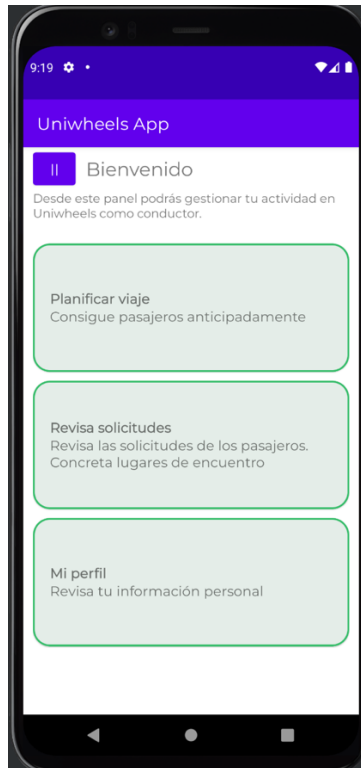 9:19
Uniwheels App
II Bienvenido
Desde este panel podrás gestionar tu actividad en
Uniwheels como conductor.
Planificar viaje
Consigue pasajeros anticipadamente
Revisa solicitudes
Revisa las solicitudes de los pasajeros.
Concreta lugares de encuentro
Mi perfil
Revisa tu información personal